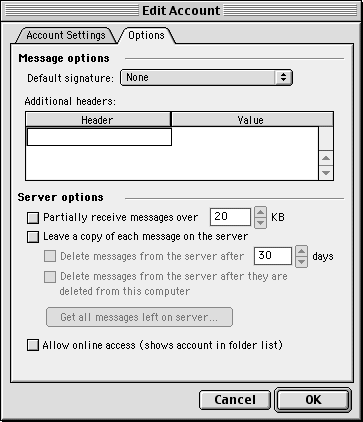 Edit Account
Account Settings Options
Message options
Default signature: None
Additional headers:
Header Value
Server options
Partially receive messages over 20 KB
Leave a copy of each message on the server
Delete messages from the server after 30 days
Delete messages from the server after they are
deleted from this computer
Get all messages left on server...
Allow online access (shows account in folder list)
Cancel OK